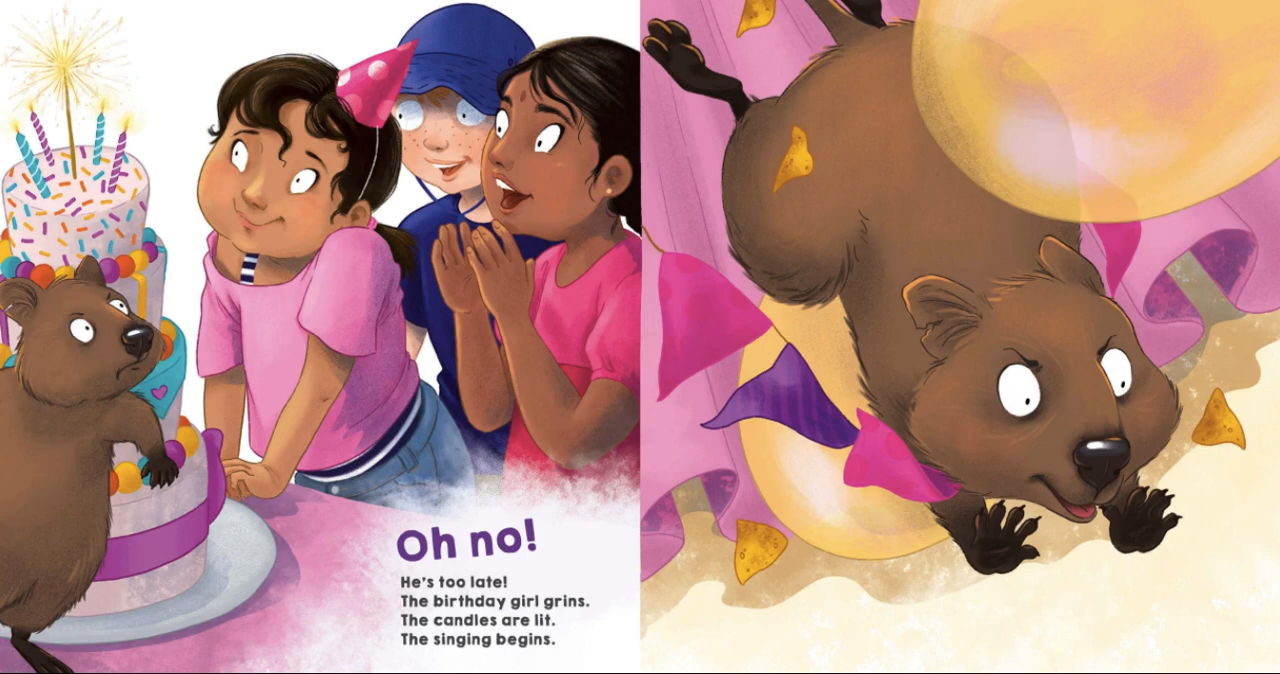 Oh no!
He's too late!
The birthday girl grins.
The candles are lit.
The singing begins.